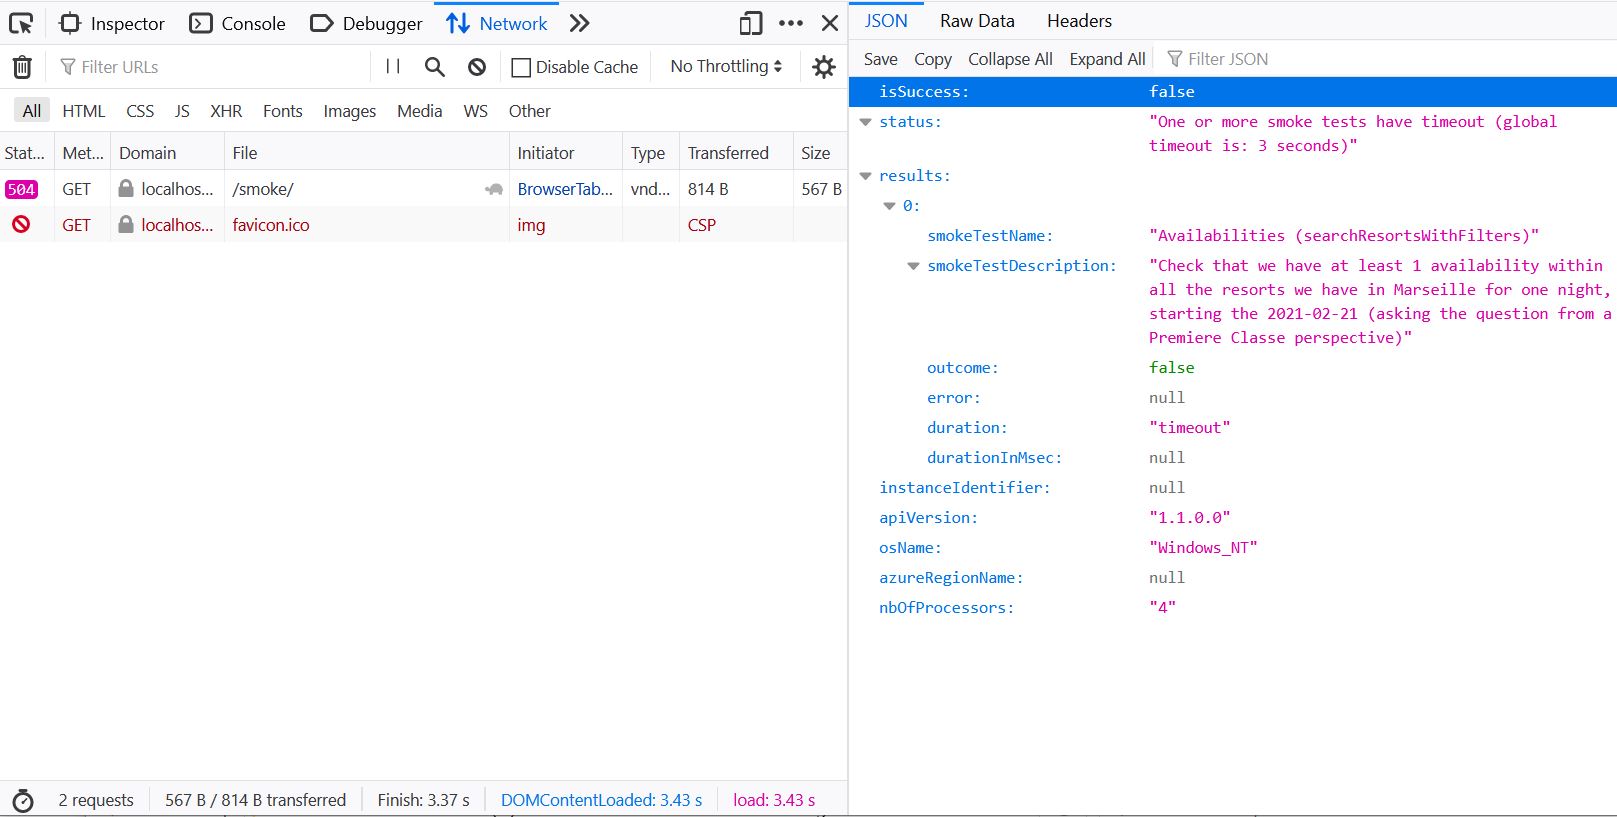 Inspector Console Debugger Network
Filter URLs Disable Cache No Throttling
All HTML CSS JS XHR Fonts Images Media WS Other
Stat... Met... Domain File Initiator Type Transferred Size
504 GET localhos... /smoke/ BrowserTab... vnd... 814 B 567 B
GET localhos... favicon.ico img CSP
2 requests 567 B / 814 B transferred Finish: 3.37 s DOMContentLoaded: 3.43 s load: 3.43 s
JSON Raw Data Headers
Save Copy Collapse All Expand All Filter JSON
isSuccess: false
status: "One or more smoke tests have timeout (global
timeout is: 3 seconds)"
results:
0:
smokeTestName: "Availabilities (searchResortsWithFilters)"
smokeTestDescription: "Check that we have at least 1 availability within
all the resorts we have in Marseille for one night,
starting the 2021-02-21 (asking the question from a
Premiere Classe perspective)"
outcome: false
error: null
duration: "timeout"
durationInMsec: null
instanceIdentifier: null
apiVersion: "1.1.0.0"
osName: "Windows_NT"
azureRegionName: null
nbOfProcessors: "4"